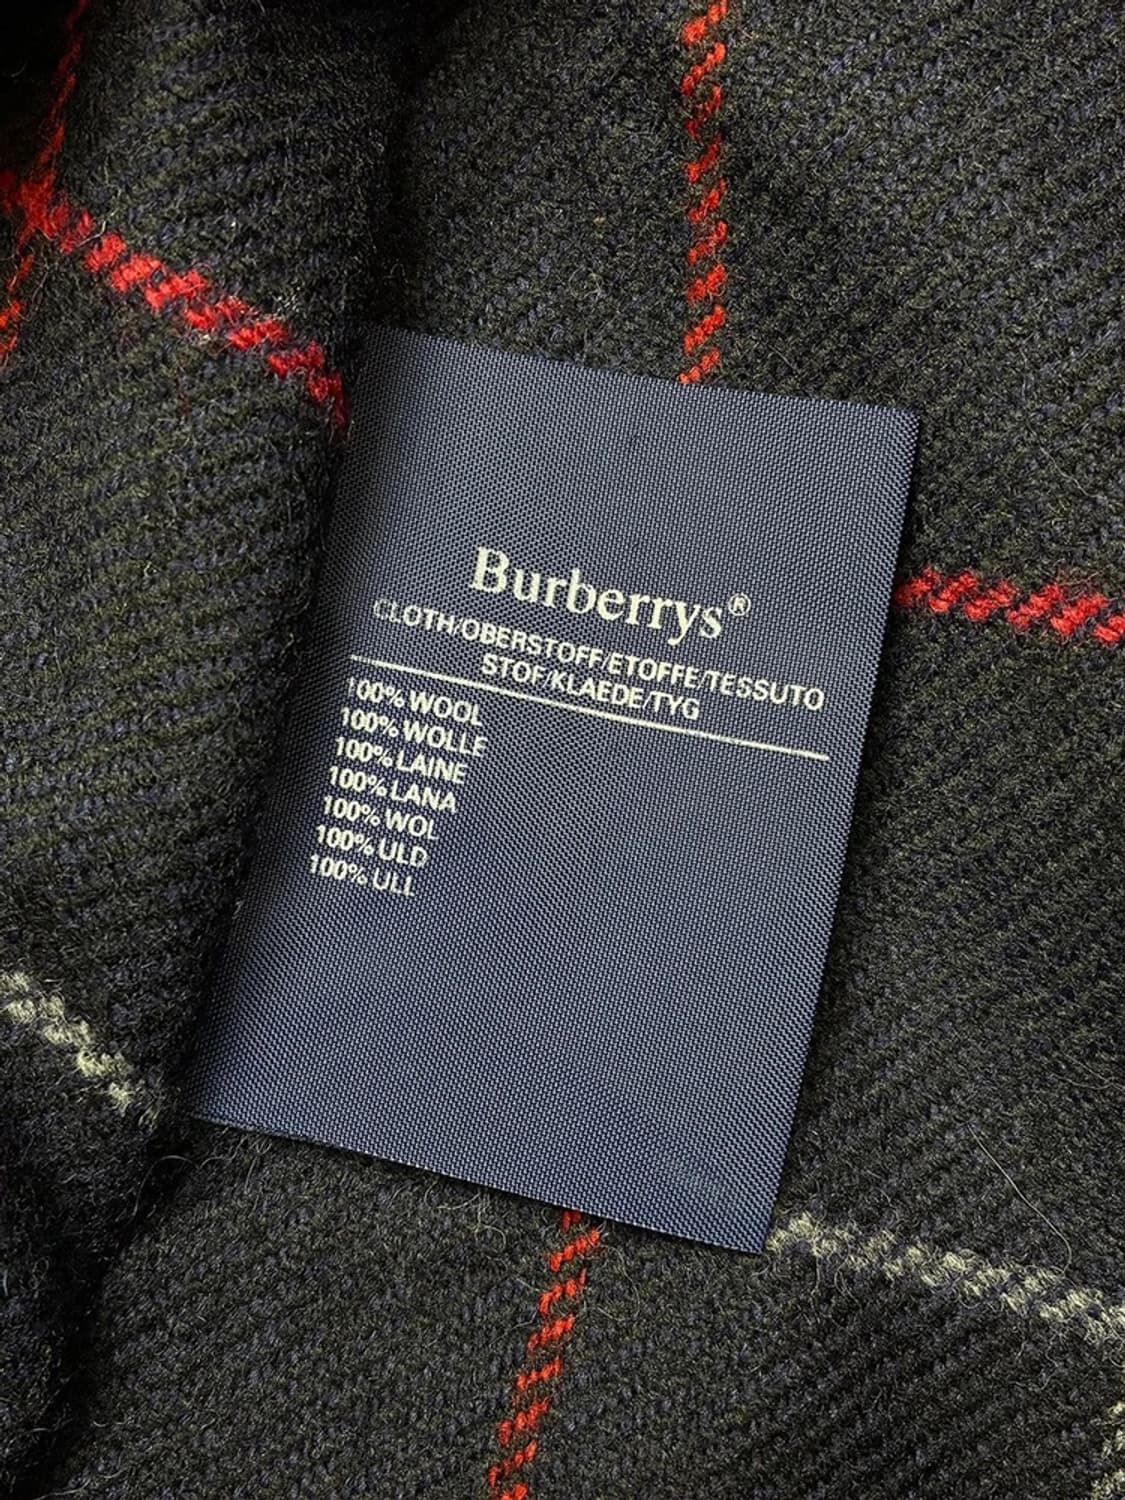 Burberrys®
CLOTH/OBERSTOFF/ETOFFE/TESSUTO
STOF/KLAEDE/TYG
100% WOOL
100% WOLLE
100% LAINE
100% LANA
100% WOL
100% ULD
100% ULL